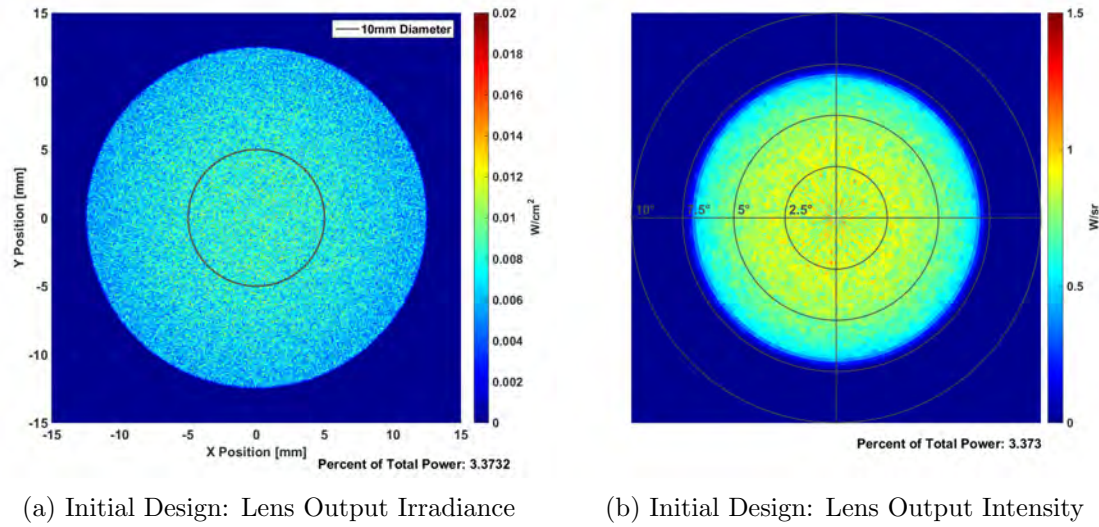 15
10
5
0
-5
-10
-15
-15 -10 -5 0 5 10 15
Y Position [mm]
X Position [mm]
10mm Diameter
0.02
0.018
0.016
0.014
0.012
0.01
0.008
0.006
0.004
0.002
0
W/cm²
Percent of Total Power: 3.3732
10° 7.5° 5° 2.5°
1.5
1
0.5
0
W/sr
Percent of Total Power: 3.373
(a) Initial Design: Lens Output Irradiance
(b) Initial Design: Lens Output Intensity